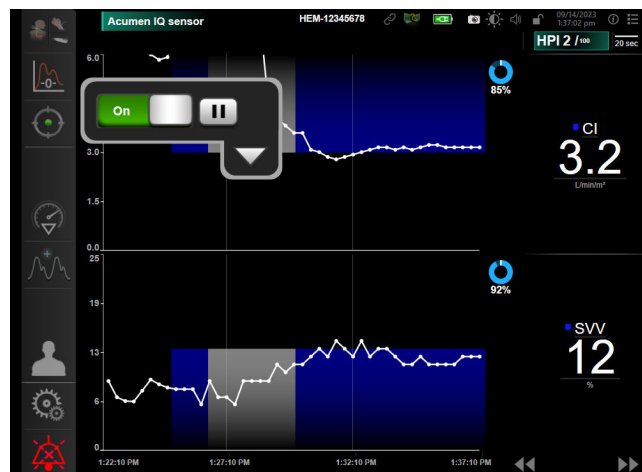 Acumen IQ sensor
HEM-12345678
09/14/2023
1:37:02 pm
HPI 2 /100
20 sec
-0-
On
6.0
3.0
1.5
0.0
85%
CI
3.2
L/min/m²
25
19
13
6
0
92%
SVV
12
%
1:22:10 PM
1:27:10 PM
1:32:10 PM
1:37:10 PM